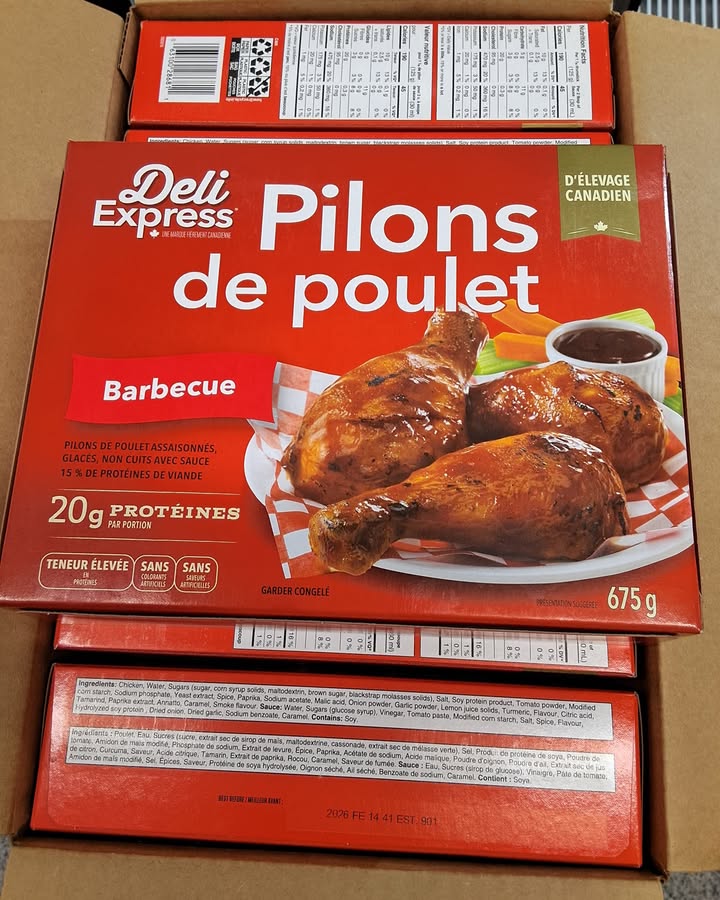 Nutrition Facts
Valeur nutritive
Deli
Express
UNE MARQUE FIÈREMENT CANADIENNE
Pilons
de poulet
D'ÉLEVAGE
CANADIEN
Barbecue
PILONS DE POULET ASSAISONNÉS,
GLACÉS, NON CUITS AVEC SAUCE
15 % DE PROTÉINES DE VIANDE
20g PROTÉINES
PAR PORTION
TENEUR ÉLEVÉE
EN
PROTÉINES
SANS
COLORANTS
ARTIFICIELS
SANS
SAVEURS
ARTIFICIELLES
GARDER CONGELÉ
PRÉSENTATION SUGGÉRÉE
675 g
Ingredients: Chicken, Water, Sugars (sugar, corn syrup solids, maltodextrin, brown sugar, blackstrap molasses solids), Salt, Soy protein product, Tomato powder, Modified
corn starch, Sodium phosphate, Yeast extract, Spice, Paprika, Sodium acetate, Malic acid, Onion powder, Garlic powder, Lemon juice solids, Turmeric, Flavour, Citric acid,
Tamarind, Paprika extract, Annatto, Caramel, Smoke flavour. Sauce: Water, Sugars (glucose syrup), Vinegar, Tomato paste, Modified corn starch, Salt, Spice, Flavour,
Hydrolyzed soy protein, Dried onion, Dried garlic, Sodium benzoate, Caramel. Contains: Soy.
Ingrédients : Poulet, Eau, Sucres (sucre, extrait sec de sirop de maïs, maltodextrine, cassonade, extrait sec de mélasse verte), Sel, Produit de protéine de soya, Poudre de
tomate, Amidon de maïs modifié, Phosphate de sodium, Extrait de levure, Épice, Paprika, Acétate de sodium, Acide malique, Poudre d'oignon, Poudre d'ail, Extrait sec de jus
de citron, Curcuma, Saveur, Acide citrique, Tamarin, Extrait de paprika, Rocou, Caramel, Saveur de fumée. Sauce : Eau, Sucres (sirop de glucose), Vinaigre, Pâte de tomate,
Amidon de maïs modifié, Sel, Épices, Saveur, Protéine de soya hydrolysée, Oignon séché, Ail séché, Benzoate de sodium, Caramel. Contient : Soya.
BEST BEFORE / MEILLEUR AVANT :
2026 FE 14 41 EST. 901